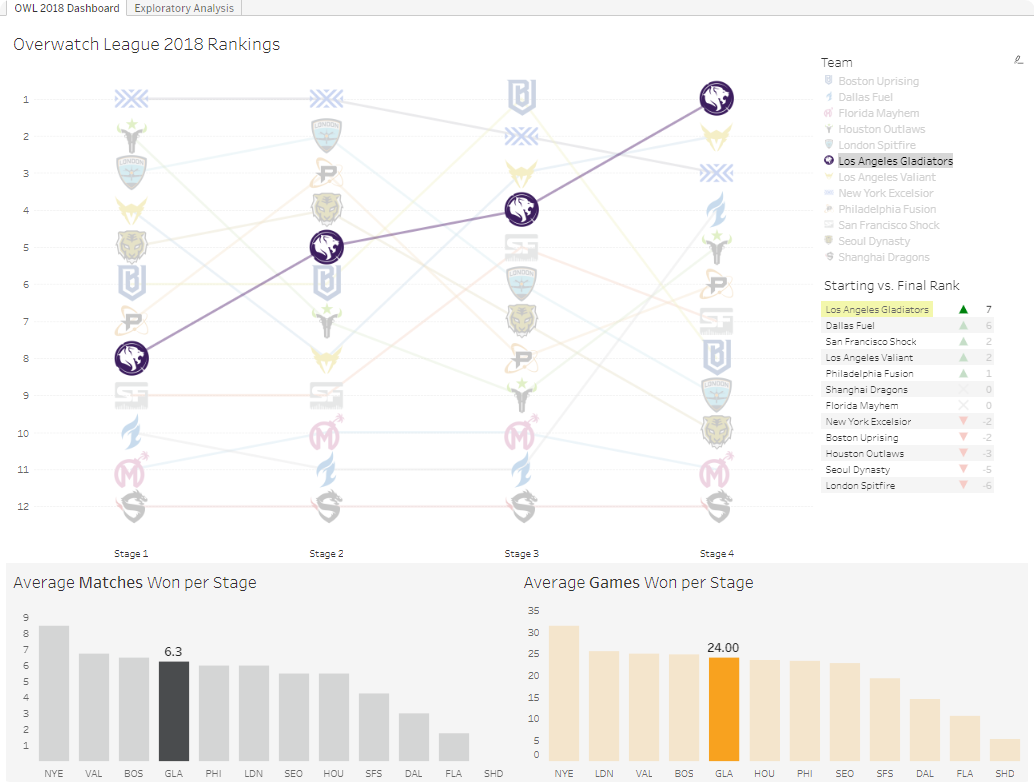 OWL 2018 Dashboard
Exploratory Analysis
Overwatch League 2018 Rankings
1
2
3
4
5
6
7
8
9
10
11
12
LONDON
LONDON
LONDON
LONDON
SF
SF
SF
SF
Stage 1
Stage 2
Stage 3
Stage 4
Team
Boston Uprising
Dallas Fuel
Florida Mayhem
Houston Outlaws
London Spitfire
Los Angeles Gladiators
Los Angeles Valiant
New York Excelsior
Philadelphia Fusion
San Francisco Shock
Seoul Dynasty
Shanghai Dragons
Starting vs. Final Rank
Los Angeles Gladiators 7
Dallas Fuel 6
San Francisco Shock 2
Los Angeles Valiant 2
Philadelphia Fusion 1
Shanghai Dragons 0
Florida Mayhem 0
New York Excelsior -2
Boston Uprising -2
Houston Outlaws -3
Seoul Dynasty -5
London Spitfire -6
Average Matches Won per Stage
9
8
7
6
5
4
3
2
1
6.3
NYE VAL BOS GLA PHI LDN SEO HOU SFS DAL FLA SHD
Average Games Won per Stage
35
30
25
20
15
10
5
0
24.00
NYE LDN VAL BOS GLA HOU PHI SEO SFS DAL FLA SHD